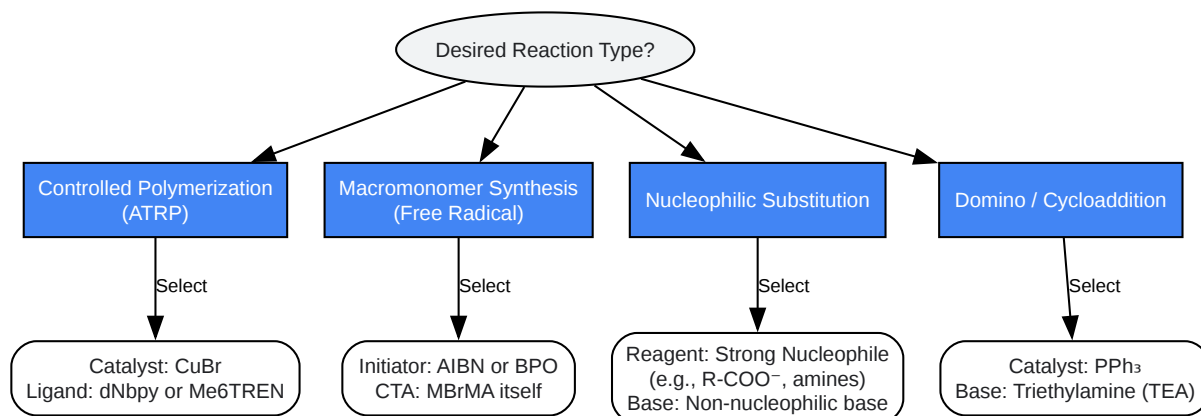 Desired Reaction Type?
Controlled Polymerization
(ATRP)
Macromonomer Synthesis
(Free Radical)
Nucleophilic Substitution
Domino / Cycloaddition
Select
Select
Select
Select
Catalyst: CuBr
Ligand: dNbpy or Me6TREN
Initiator: AIBN or BPO
CTA: MBrMA itself
Reagent: Strong Nucleophile
(e.g., R-COO⁻, amines)
Base: Non-nucleophilic base
Catalyst: PPh₃
Base: Triethylamine (TEA)